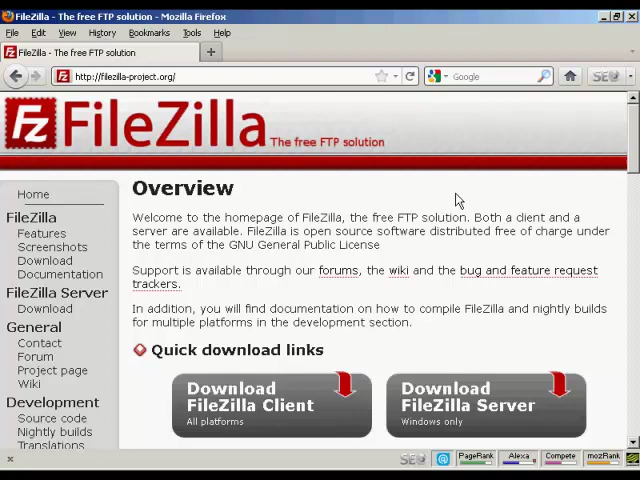 FileZilla - The free FTP solution - Mozilla Firefox
File Edit View History Bookmarks Tools Help
FileZilla - The free FTP solution
http://filezilla-project.org/
Google
SEO
Fz FileZilla The free FTP solution
Home
FileZilla
Features
Screenshots
Download
Documentation
FileZilla Server
Download
General
Contact
Forum
Project page
Wiki
Development
Source code
Nightly builds
Translations
Overview
Welcome to the homepage of FileZilla, the free FTP solution. Both a client and a
server are available. FileZilla is open source software distributed free of charge under
the terms of the GNU General Public License
Support is available through our forums, the wiki and the bug and feature request
trackers.
In addition, you will find documentation on how to compile FileZilla and nightly builds
for multiple platforms in the development section.
Quick download links
Download
FileZilla Client
All platforms
Download
FileZilla Server
Windows only
SEO PageRank Alexa Compete mozRank